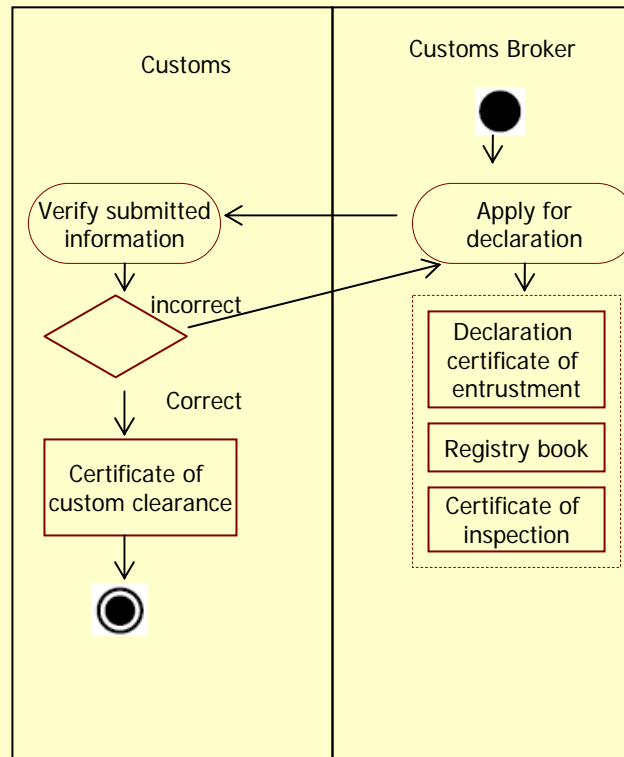 Customs
Customs Broker
Verify submitted
information
Apply for
declaration
incorrect
Declaration
certificate of
entrustment
Correct
Registry book
Certificate of
custom clearance
Certificate of
inspection